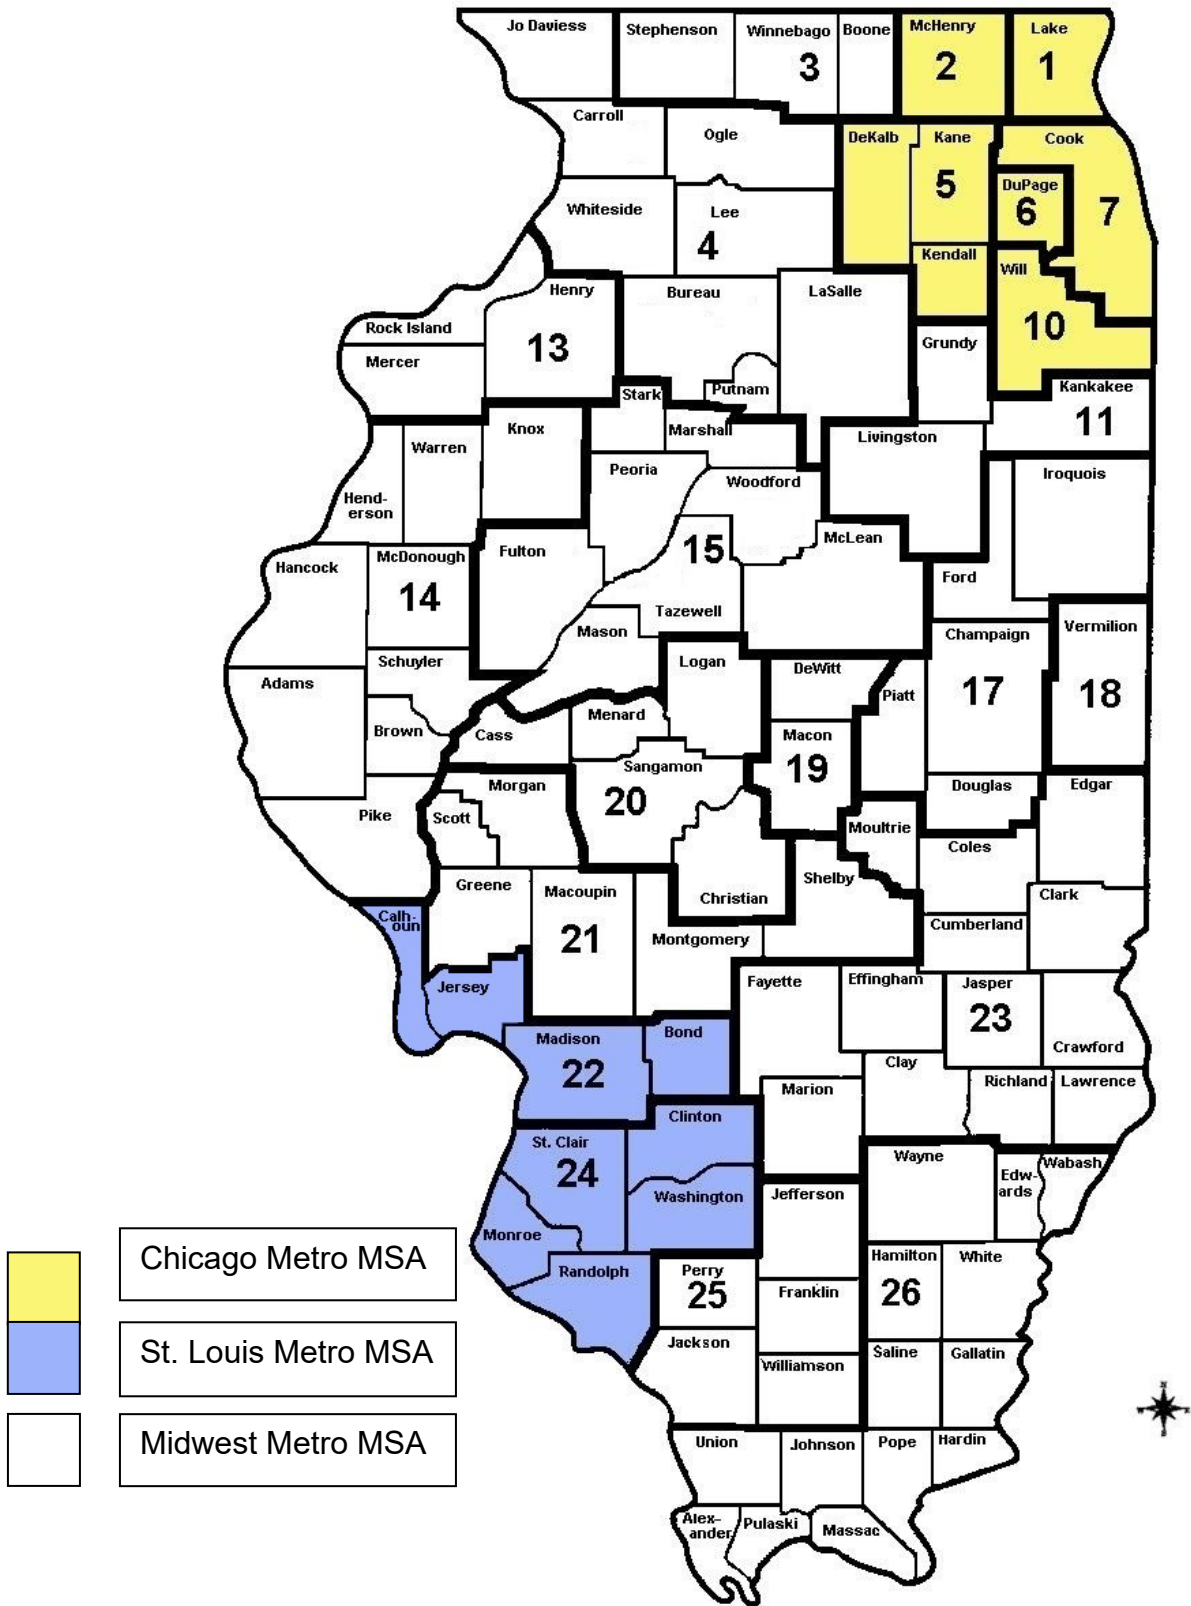 Jo Daviess
Stephenson
Winnebago
Boone
McHenry
Lake
3
2
1
Carroll
Ogle
DeKalb
Kane
Cook
5
DuPage
6
7
Whiteside
Lee
4
Kendall
Will
Henry
Bureau
LaSalle
Rock Island
13
10
Mercer
Grundy
Stark
Putnam
Kankakee
11
Knox
Marshall
Livingston
Warren
Peoria
Woodford
Iroquois
Hend-
erson
McLean
Fulton
15
Hancock
McDonough
14
Ford
Tazewell
Mason
Champaign
Vermilion
Schuyler
Logan
DeWitt
Adams
Piatt
17
18
Menard
Brown
Cass
Macon
Sangamon
19
Morgan
20
Douglas
Edgar
Pike
Scott
Moultrie
Coles
Greene
Macoupin
Shelby
Christian
Clark
Calh-
oun
Cumberland
21
Montgomery
Jersey
Fayette
Effingham
Jasper
23
Madison
Bond
Crawford
22
Clay
Marion
Richland
Lawrence
Clinton
St. Clair
Wayne
Wabash
24
Edw-
ards
Washington
Jefferson
Monroe
Hamilton
White
Randolph
Perry
25
Franklin
26
Jackson
Saline
Gallatin
Williamson
Union
Johnson
Pope
Hardin
Alex-
ander
Pulaski
Massac
Chicago Metro MSA
St. Louis Metro MSA
Midwest Metro MSA
N
W
E
S